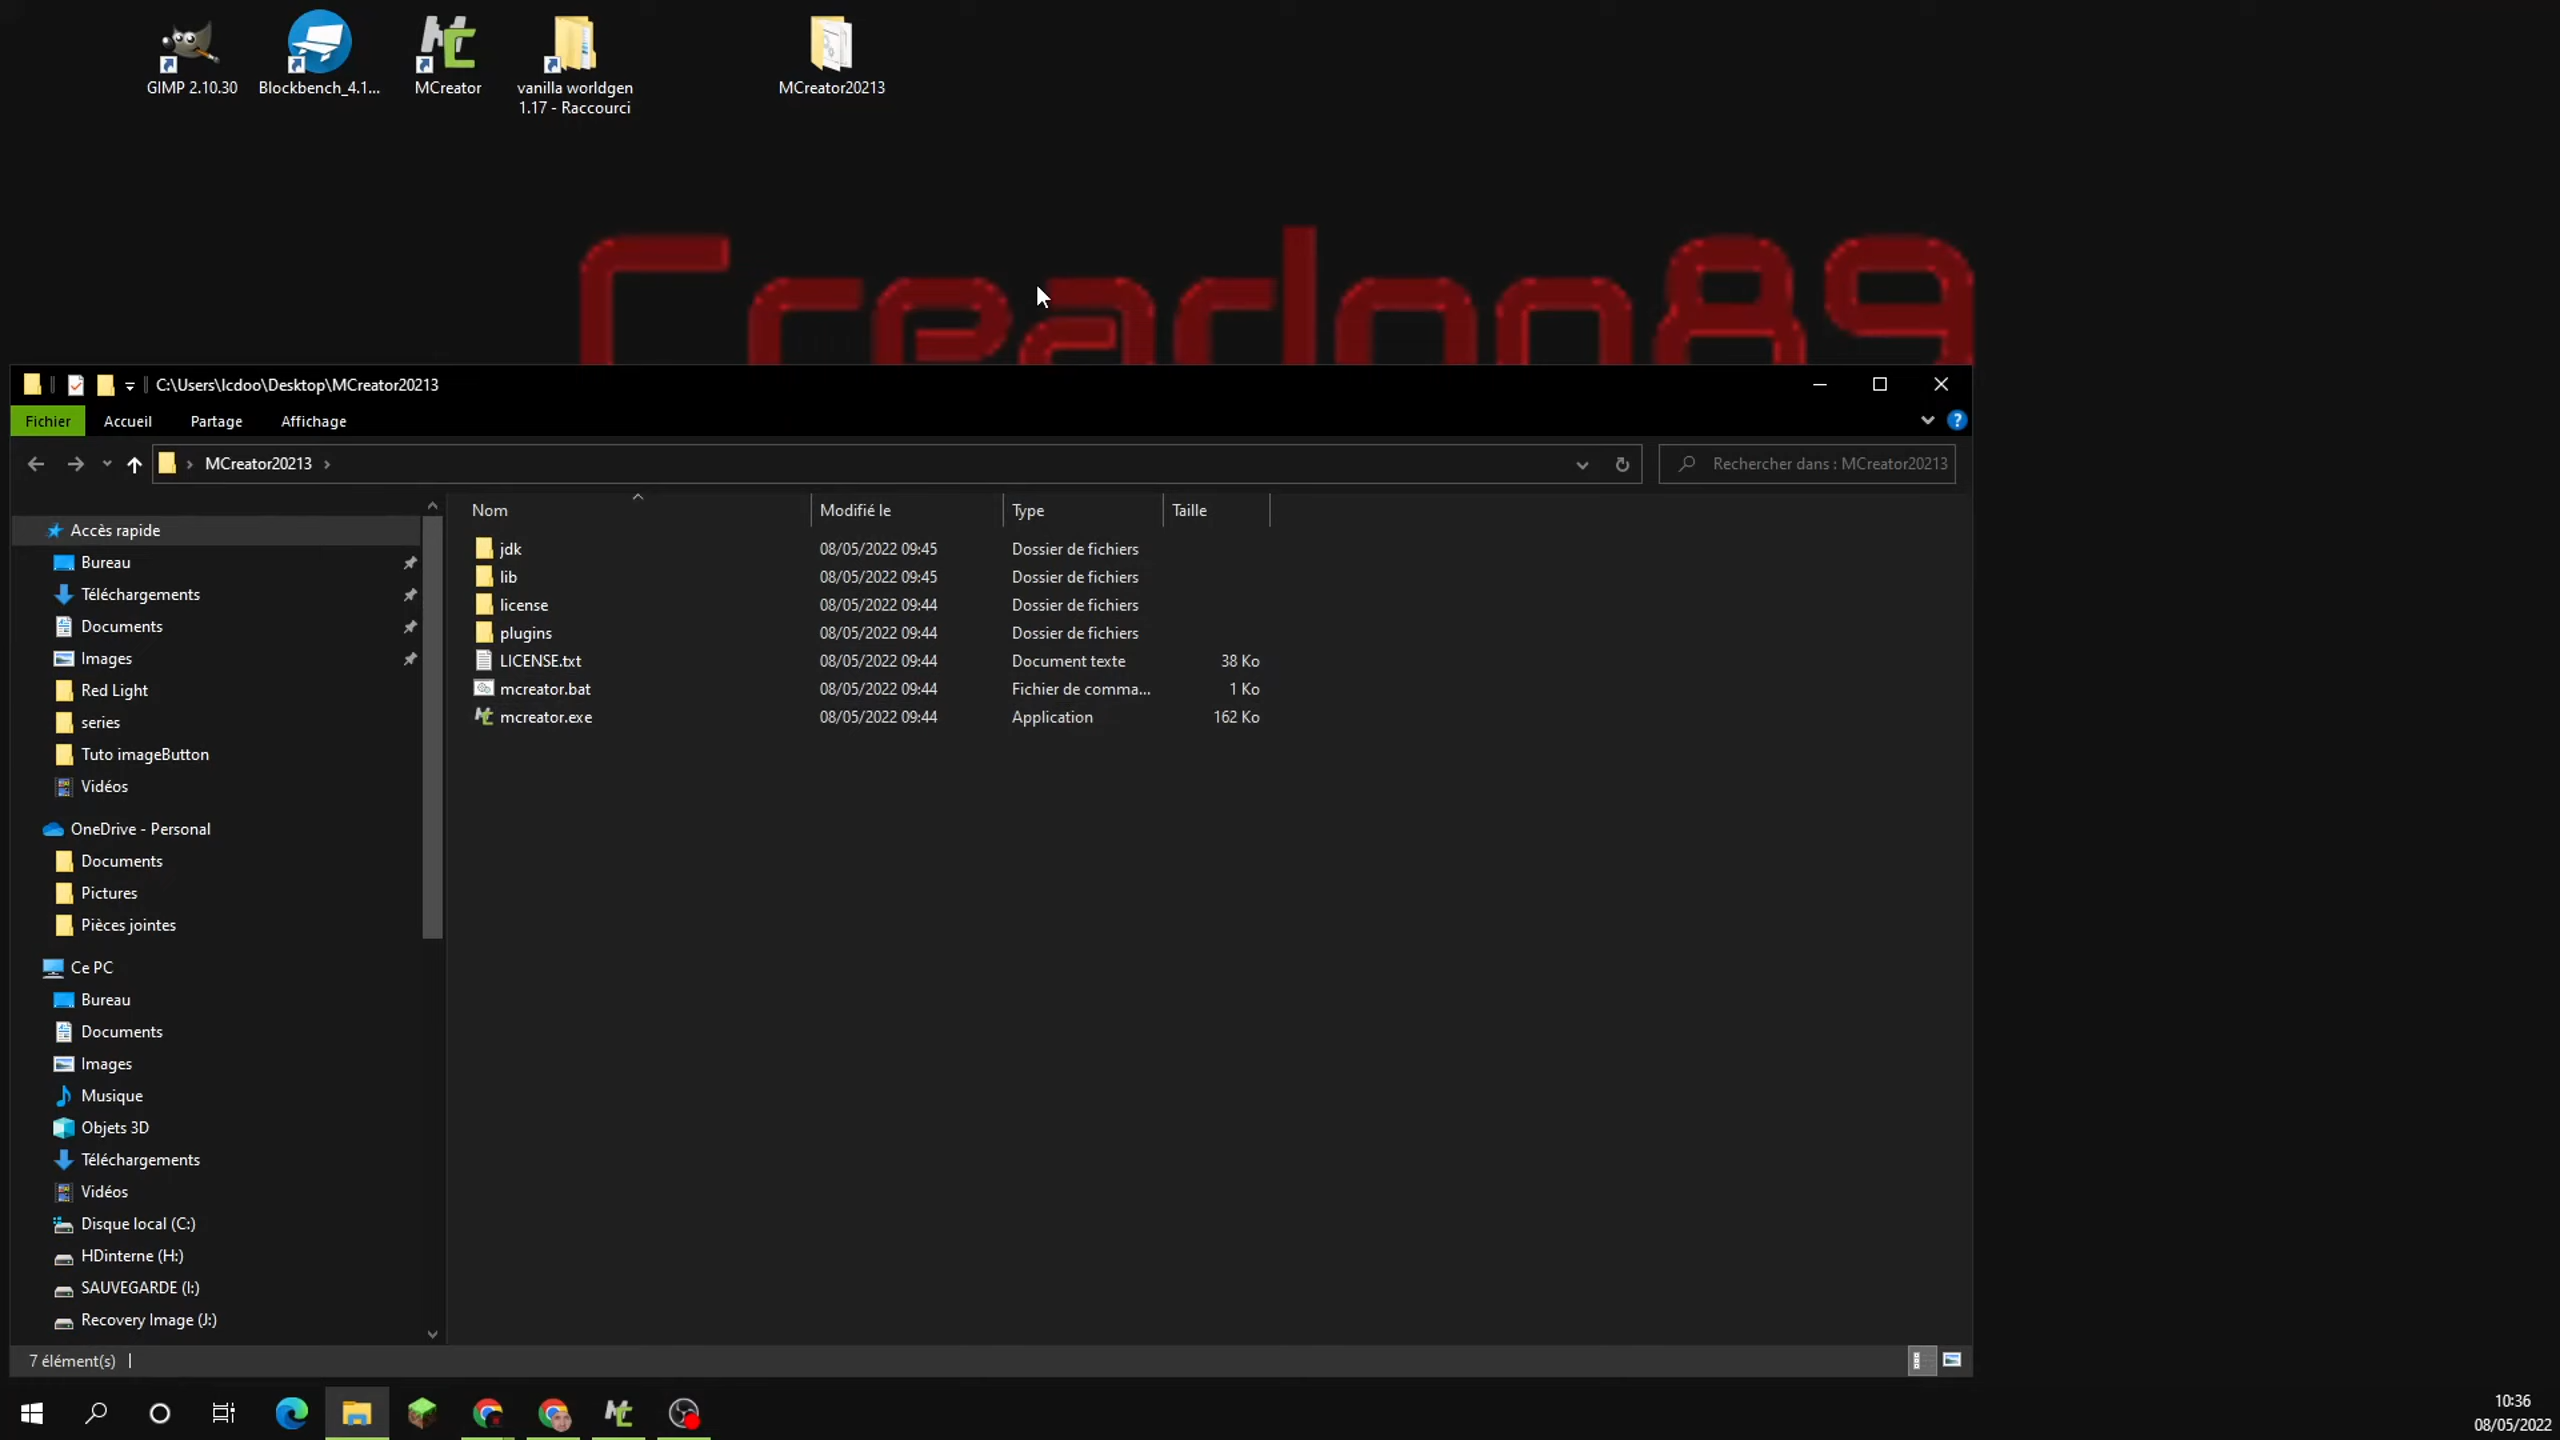 GIMP 2.10.30
Blockbench_4.1...
MCreator
vanilla worldgen
1.17 - Raccourci
MCreator20213
Creadoo89
C:\Users\lcdoo\Desktop\MCreator20213
Fichier
Accueil
Partage
Affichage
MCreator20213
Rechercher dans : MCreator20213
Nom
Modifié le
Type
Taille
jdk 08/05/2022 09:45 Dossier de fichiers
lib 08/05/2022 09:45 Dossier de fichiers
license 08/05/2022 09:44 Dossier de fichiers
plugins 08/05/2022 09:44 Dossier de fichiers
LICENSE.txt 08/05/2022 09:44 Document texte 38 Ko
mcreator.bat 08/05/2022 09:44 Fichier de comma... 1 Ko
mcreator.exe 08/05/2022 09:44 Application 162 Ko
Accès rapide
Bureau
Téléchargements
Documents
Images
Red Light
series
Tuto imageButton
Vidéos
OneDrive - Personal
Documents
Pictures
Pièces jointes
Ce PC
Bureau
Documents
Images
Musique
Objets 3D
Téléchargements
Vidéos
Disque local (C:)
HDinterne (H:)
SAUVEGARDE (I:)
Recovery Image (J:)
7 élément(s)
10:36
08/05/2022